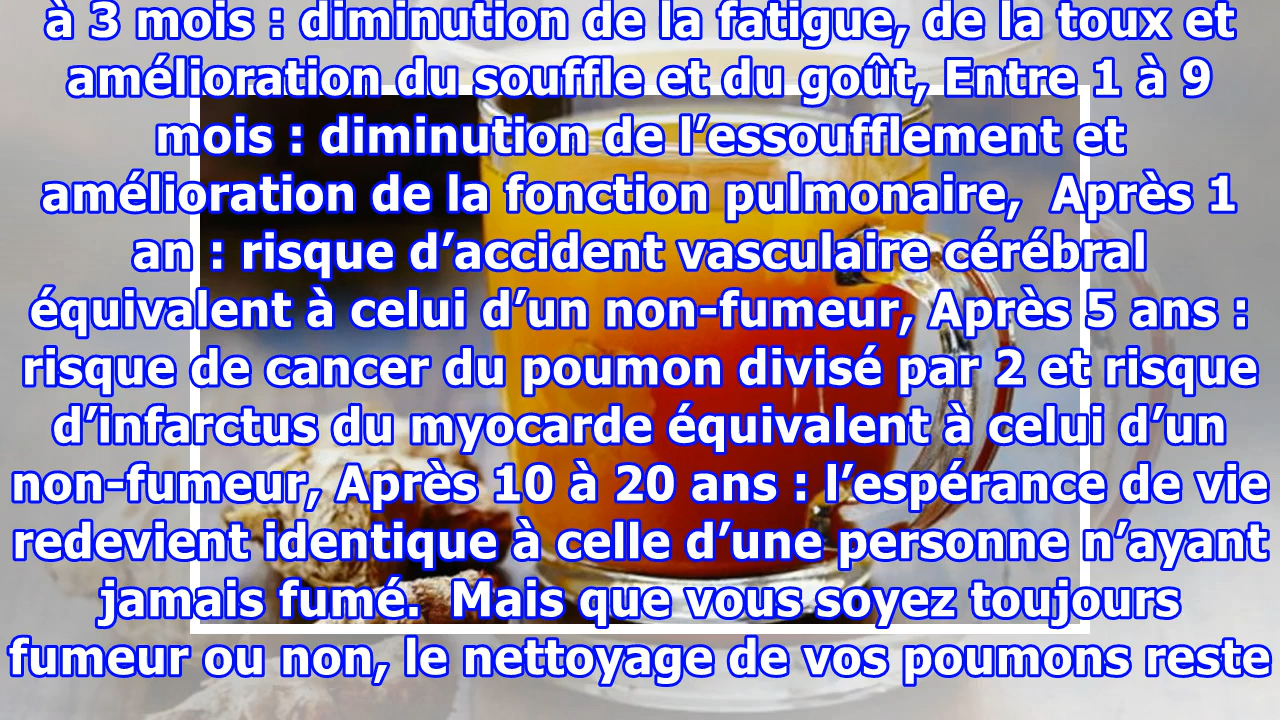 à 3 mois : diminution de la fatigue, de la toux et
amélioration du souffle et du goût, Entre 1 à 9
mois : diminution de l’essoufflement et
amélioration de la fonction pulmonaire,  Après 1
an : risque d’accident vasculaire cérébral
équivalent à celui d’un non-fumeur, Après 5 ans :
risque de cancer du poumon divisé par 2 et risque
d’infarctus du myocarde équivalent à celui d’un
non-fumeur, Après 10 à 20 ans : l’espérance de vie
redevient identique à celle d’une personne n’ayant
jamais fumé.  Mais que vous soyez toujours
fumeur ou non, le nettoyage de vos poumons reste